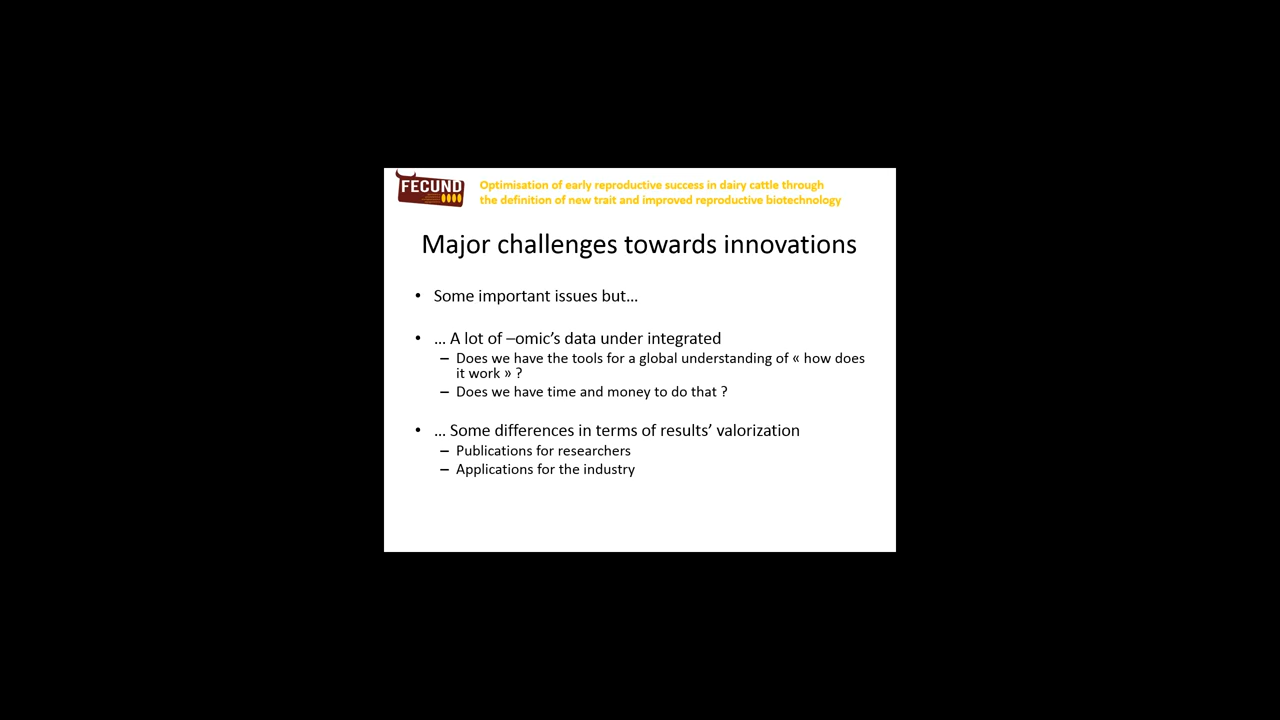 FECUND
Optimisation of early reproductive success in dairy cattle through
the definition of new trait and improved reproductive biotechnology
Major challenges towards innovations
• Some important issues but...
• ... A lot of –omic's data under integrated
– Does we have the tools for a global understanding of « how does
it work » ?
– Does we have time and money to do that ?
• ... Some differences in terms of results' valorization
– Publications for researchers
– Applications for the industry